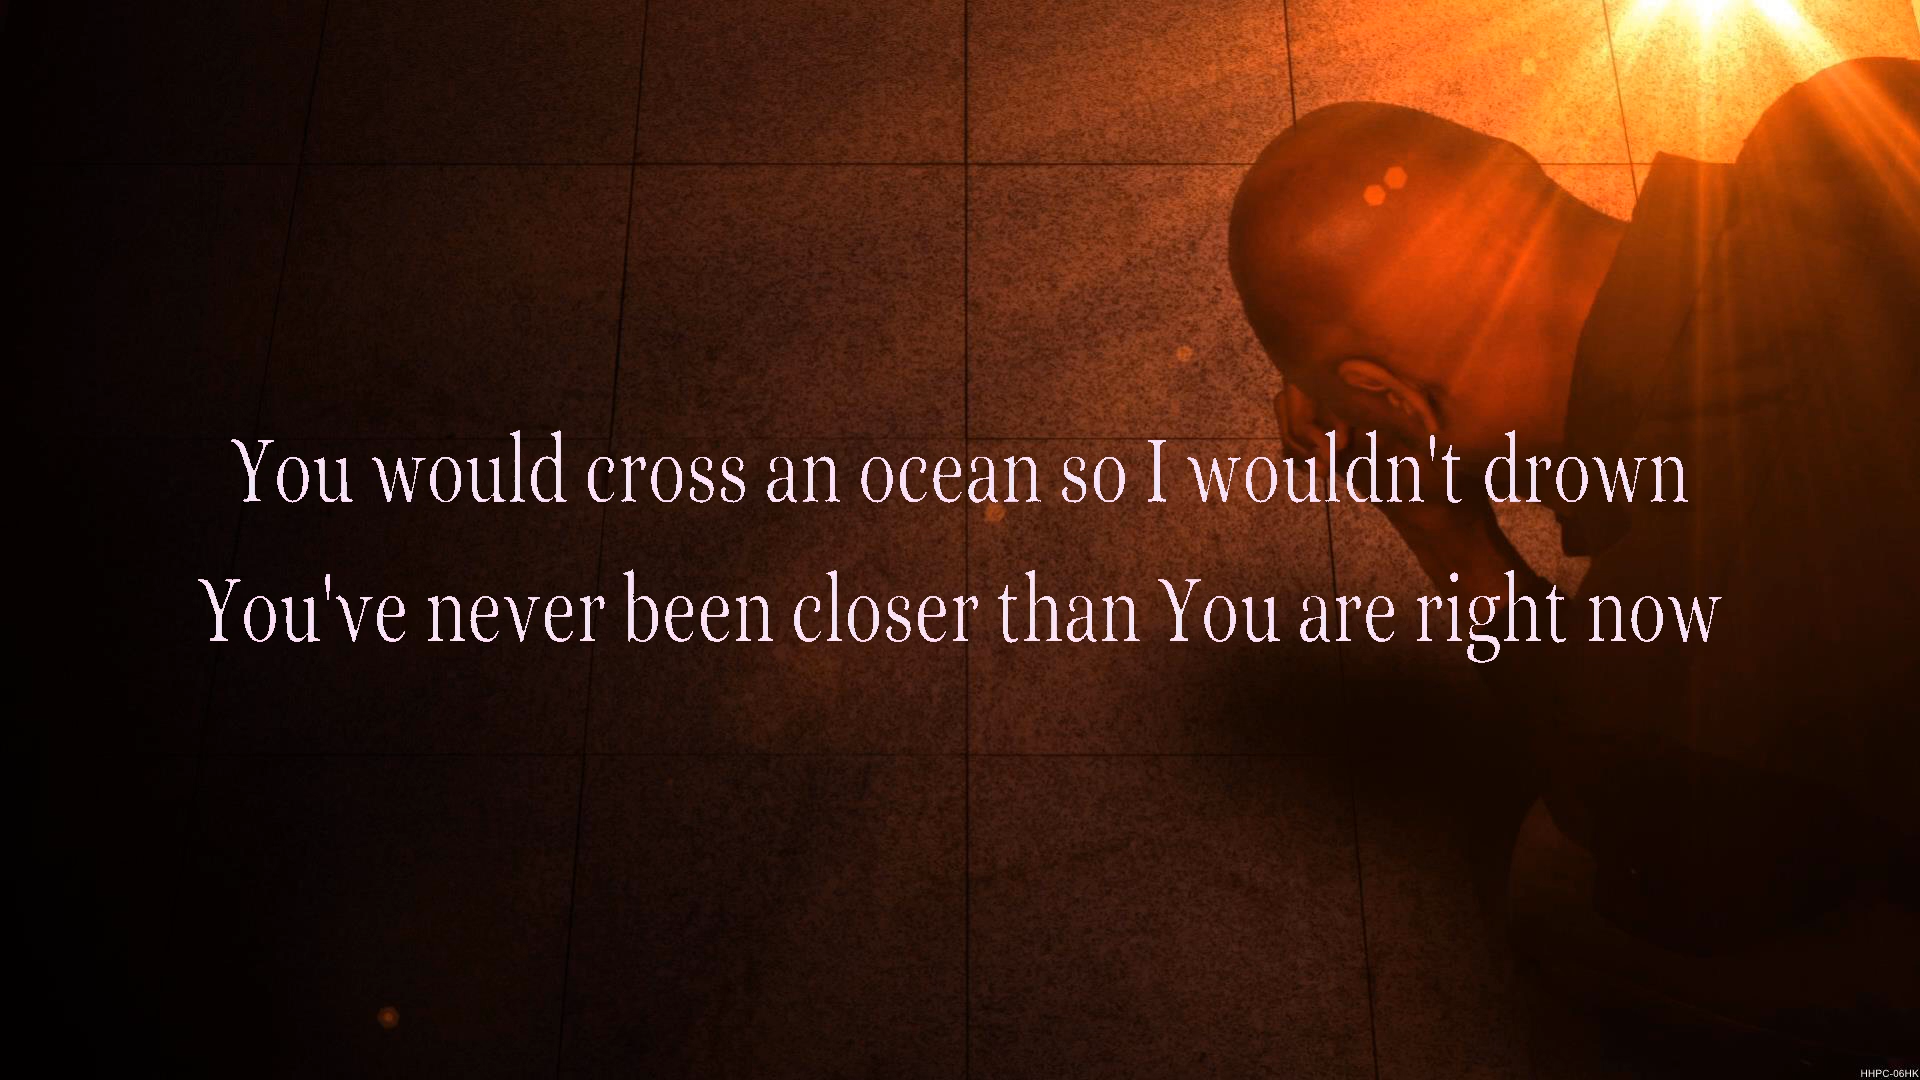 You would cross an ocean so I wouldn't drown
You've never been closer than You are right now
HHPC-06HK